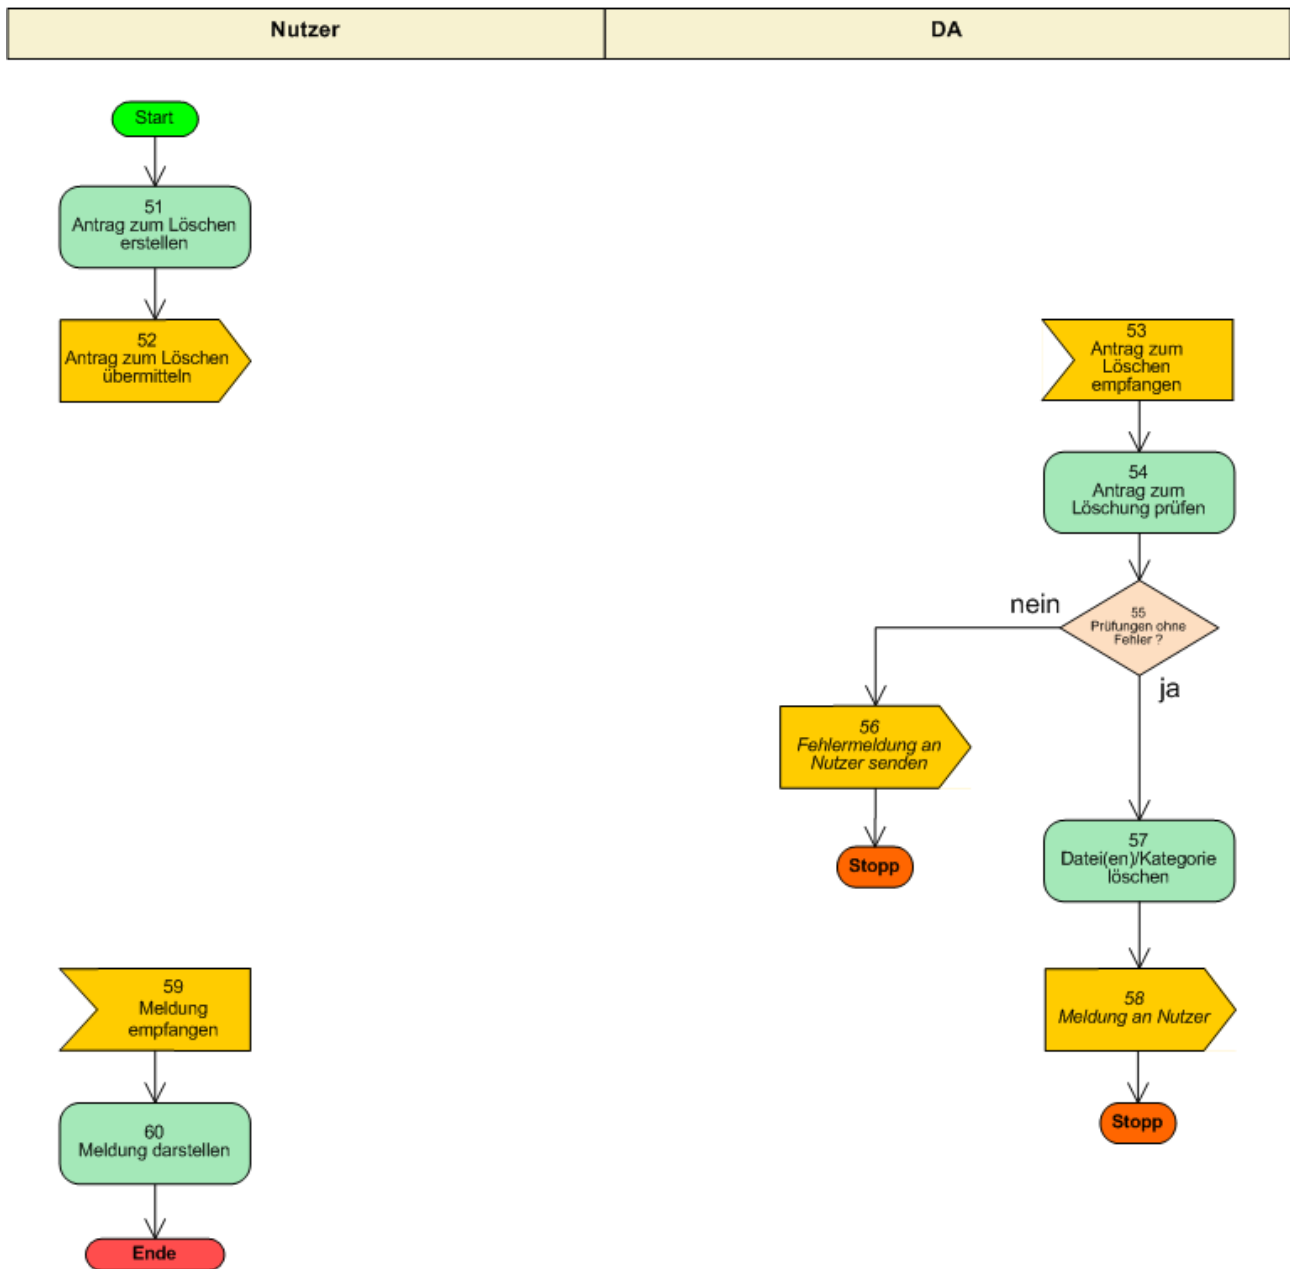 Nutzer
DA
Start
51
Antrag zum Löschen
erstellen
52
Antrag zum Löschen
übermitteln
53
Antrag zum
Löschen
empfangen
54
Antrag zum
Löschung prüfen
55
Prüfungen ohne
Fehler ?
nein
ja
56
Fehlermeldung an
Nutzer senden
Stopp
57
Datei(en)/Kategorie
löschen
58
Meldung an Nutzer
Stopp
59
Meldung
empfangen
60
Meldung darstellen
Ende